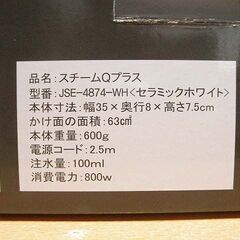 品名：スチームQプラス
型番：JSE-4874-WH<セラミックホワイト>
本体寸法：幅35×奥行8×高さ7.5cm
かけ面の面積：63㎠
本体重量：600g
電源コード：2.5m
注水量：100ml
消費電力：800w